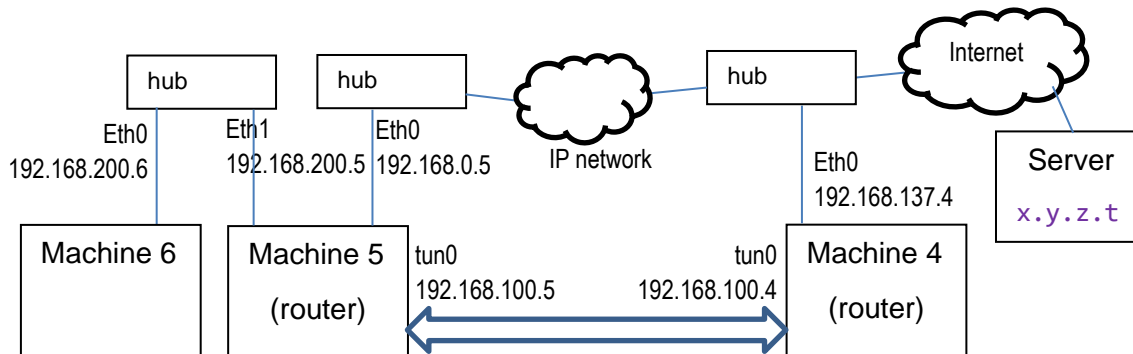 hub
hub
hub
Internet
IP network
Eth0
192.168.200.6
Eth1
192.168.200.5
Eth0
192.168.0.5
Eth0
192.168.137.4
Server
x.y.z.t
Machine 6
Machine 5
(router)
tun0
192.168.100.5
tun0
192.168.100.4
Machine 4
(router)